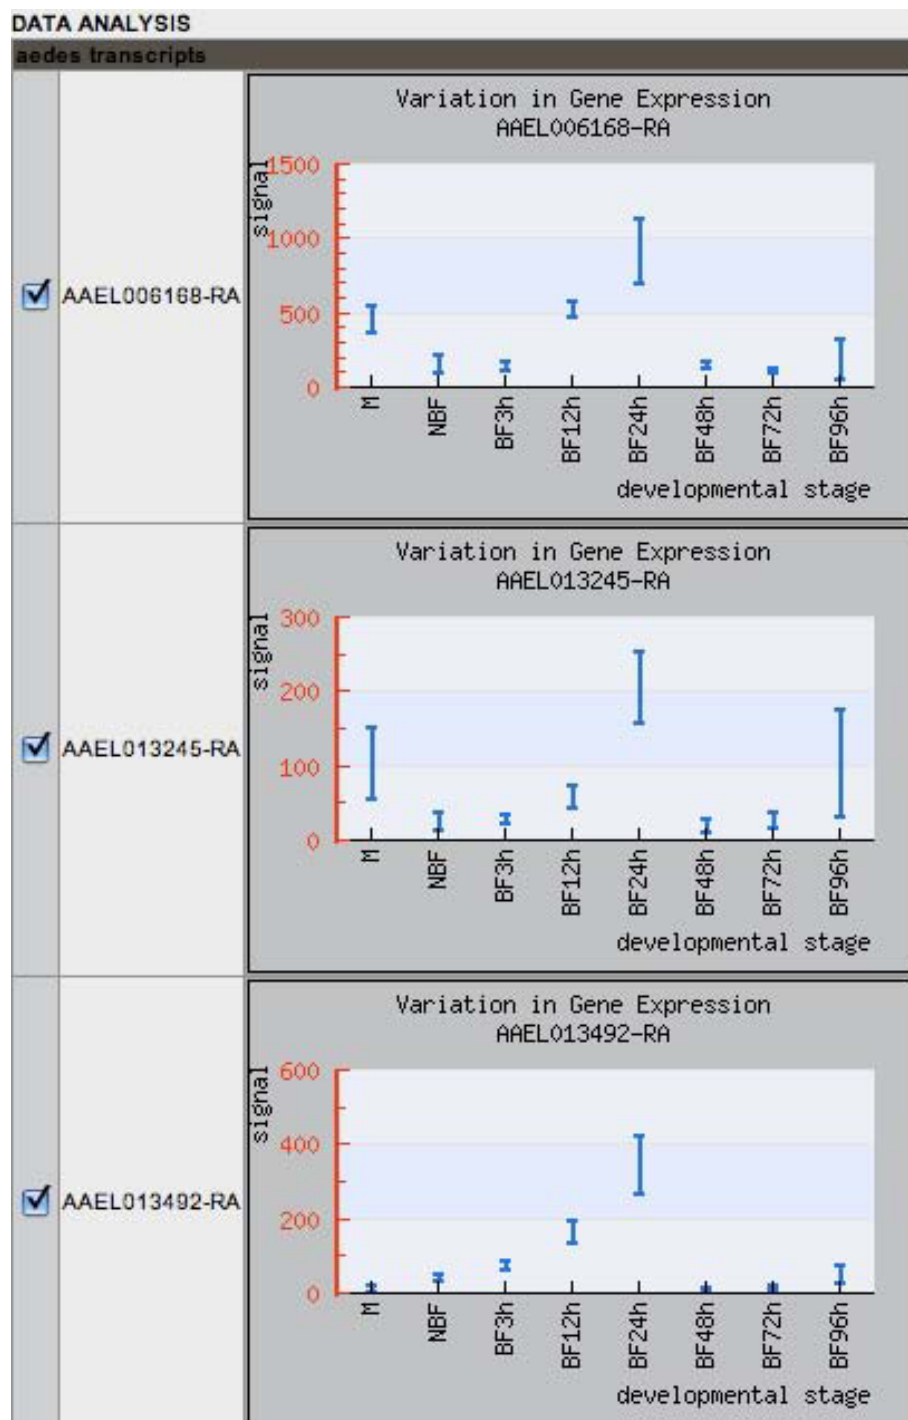 DATA ANALYSIS
aedes transcripts
AAEL006168-RA
Variation in Gene Expression
AAEL006168-RA
signal
1500
1000
500
0
M
NBF
BF3h
BF12h
BF24h
BF48h
BF72h
BF96h
developmental stage
AAEL013245-RA
Variation in Gene Expression
AAEL013245-RA
signal
300
200
100
0
M
NBF
BF3h
BF12h
BF24h
BF48h
BF72h
BF96h
developmental stage
AAEL013492-RA
Variation in Gene Expression
AAEL013492-RA
signal
600
400
200
0
M
NBF
BF3h
BF12h
BF24h
BF48h
BF72h
BF96h
developmental stage